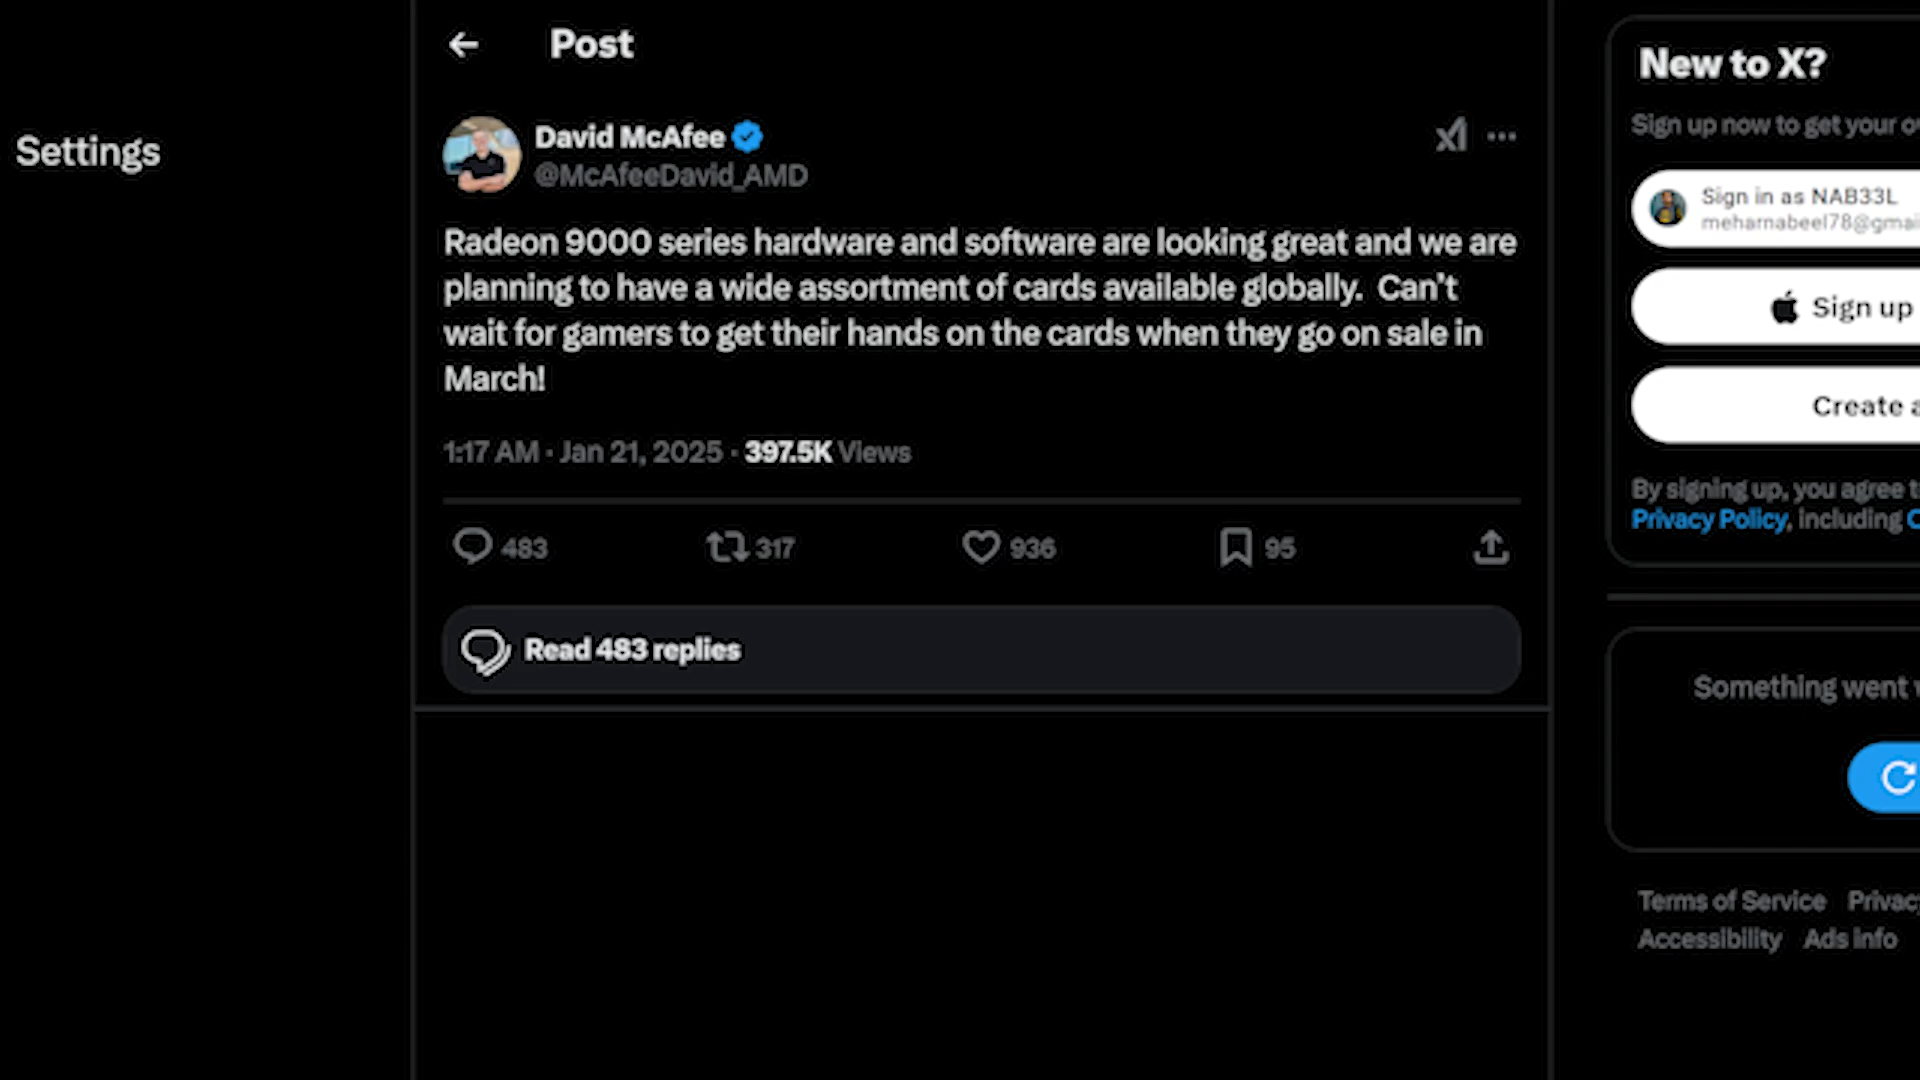 Settings
Post
David McAfee
@McAfeeDavid_AMD
Radeon 9000 series hardware and software are looking great and we are
planning to have a wide assortment of cards available globally.  Can’t
wait for gamers to get their hands on the cards when they go on sale in
March!
1:17 AM · Jan 21, 2025 · 397.5K Views
483 317 936 95
Read 483 replies
New to X?
Sign up now to get your
Sign in as NAB33L
meharnabeel78@gmai
Sign up
Create a
By signing up, you agree t
Privacy Policy, including C
Something went
Terms of Service Privac
Accessibility Ads info